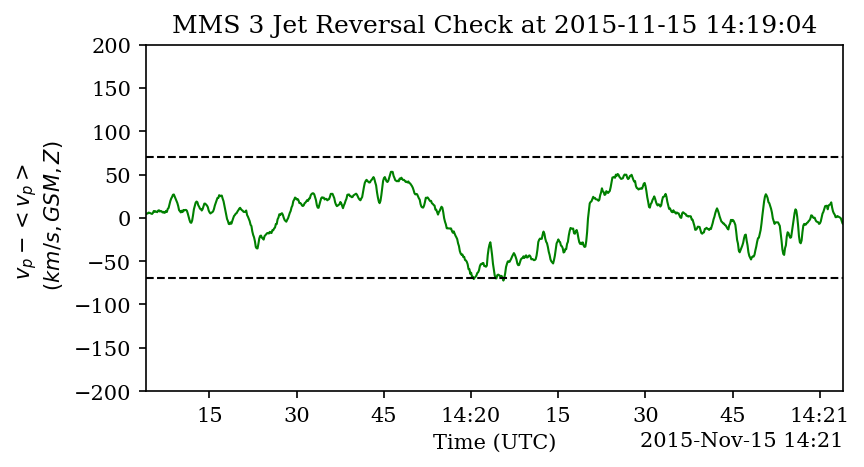 MMS 3 Jet Reversal Check at 2015-11-15 14:19:04
200
150
100
50
0
−50
−100
−150
−200
v_p − < v_p >
(km/s, GSM, Z)
15 30 45 14:20 15 30 45 14:21
Time (UTC)
2015-Nov-15 14:21